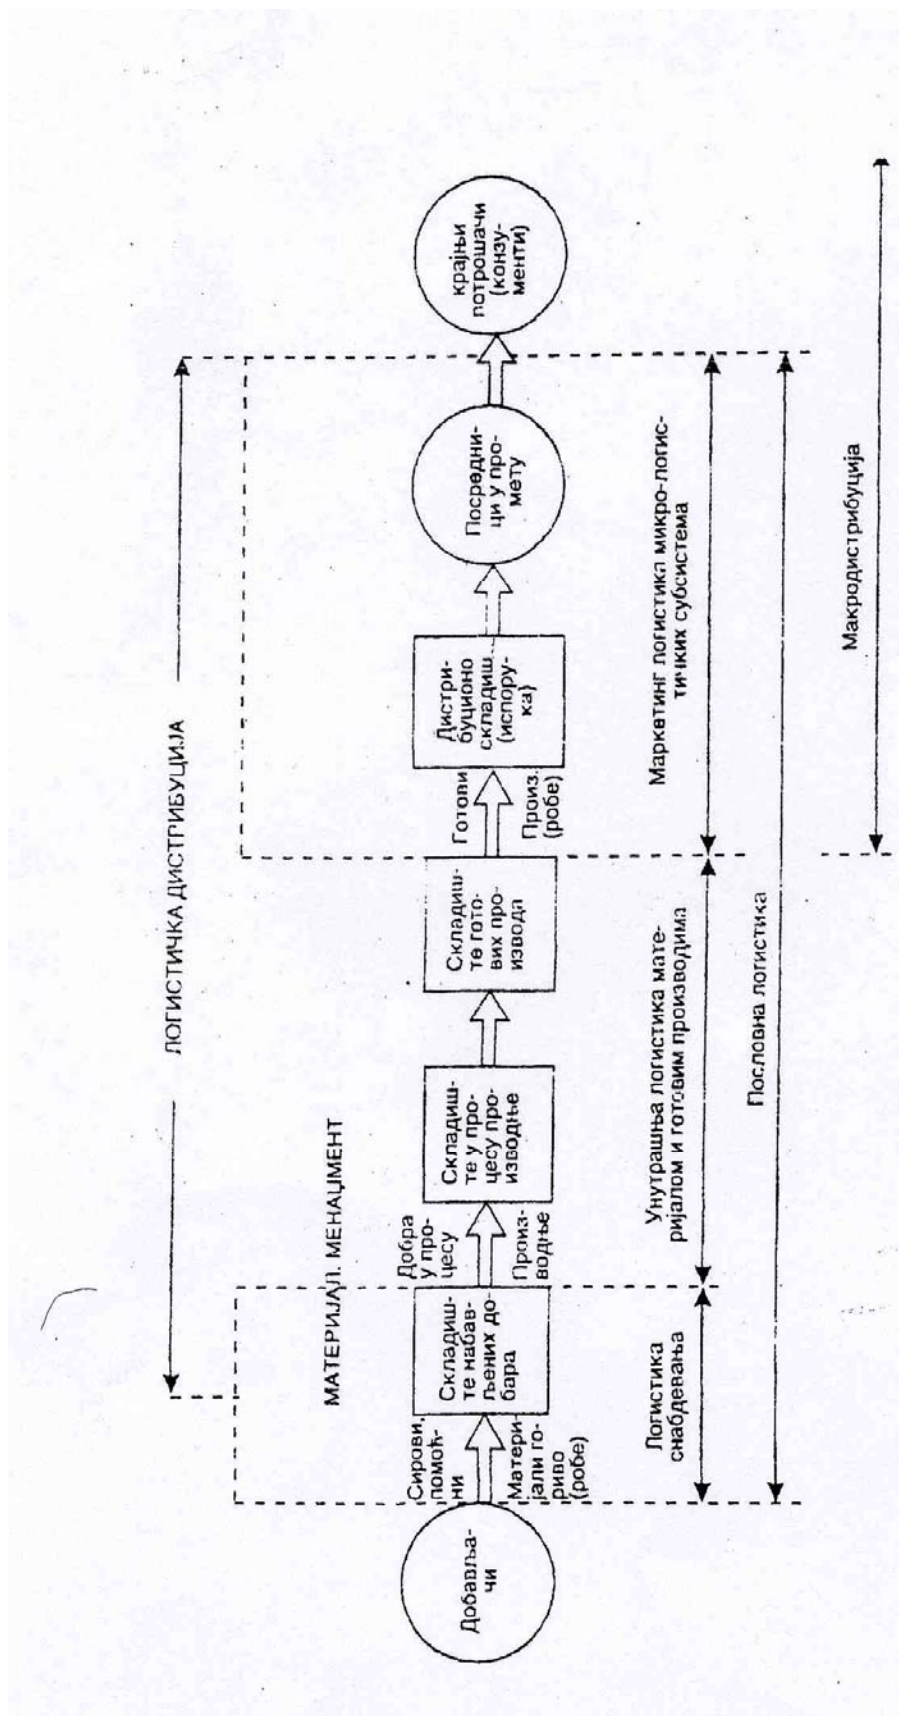 ЛОГИСТИЧКА ДИСТРИБУЦИЈА
МАТЕРИЈАЛ. МЕНАЏМЕНТ
Добавља-
чи
Сирови,
помоћ-
ни
Матери-
јали го-
риво
(робе)
Складиш-
те набав-
љених до-
бара
Добра
у про-
цесу
Произ-
водње
Складиш-
те у про-
цесу про-
изводње
Складиш-
те гото-
вих про-
извода
Готови
Произ.
(робе)
Дистри-
буционо
складиш
(испору-
ка)
Посредни-
ци у про-
мету
крајњи
потрошачи
(конзу-
менти)
Логистика
снабдевања
Унутрашња логистика мате-
ријалом и готовим производима
Маркетинг логистика микро-логис-
тичких субсистема
Пословна логистика
Макродистрибуција